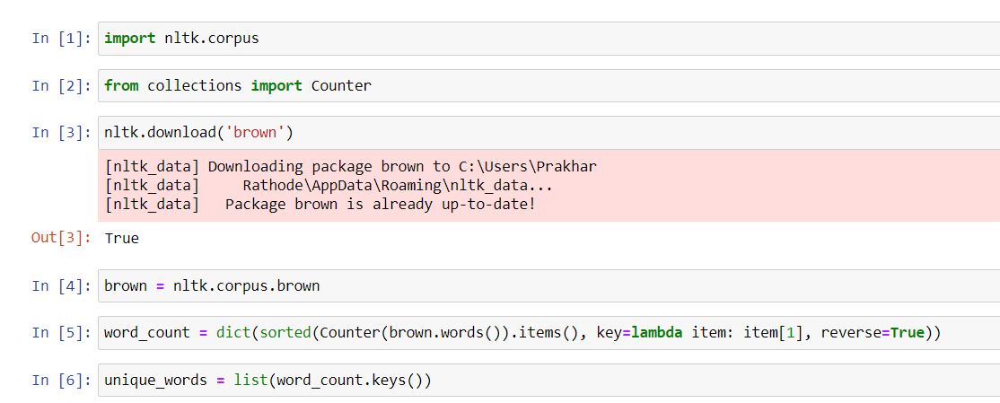 In [1]: import nltk.corpus
In [2]: from collections import Counter
In [3]: nltk.download('brown')
[nltk_data] Downloading package brown to C:\Users\Prakhar
[nltk_data]     Rathode\AppData\Roaming\nltk_data...
[nltk_data]   Package brown is already up-to-date!
Out[3]: True
In [4]: brown = nltk.corpus.brown
In [5]: word_count = dict(sorted(Counter(brown.words()).items(), key=lambda item: item[1], reverse=True))
In [6]: unique_words = list(word_count.keys())